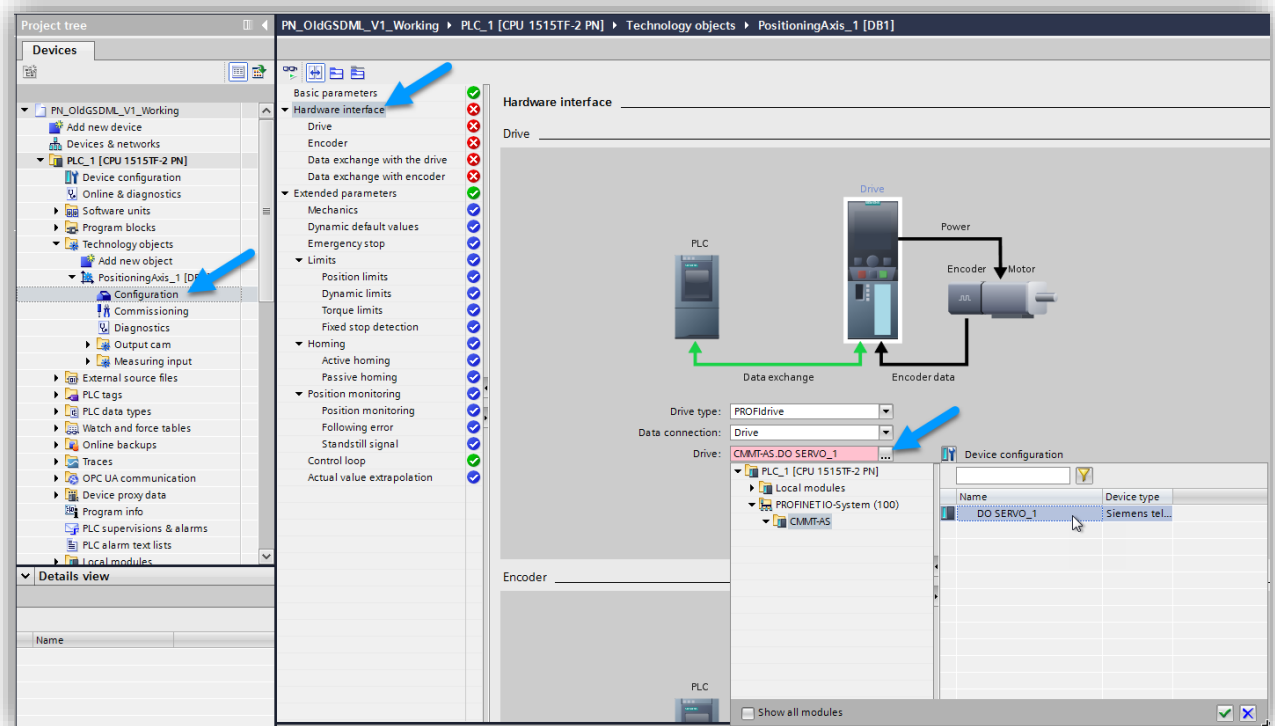 Project tree
Devices
PN_OldGSDML_V1_Working
Add new device
Devices & networks
PLC_1 [CPU 1515TF-2 PN]
Device configuration
Online & diagnostics
Software units
Program blocks
Technology objects
Add new object
PositioningAxis_1 [DB
Configuration
Commissioning
Diagnostics
Output cam
Measuring input
External source files
PLC tags
PLC data types
Watch and force tables
Online backups
Traces
OPC UA communication
Device proxy data
Program info
PLC supervisions & alarms
PLC alarm text lists
Local modules
Details view
Name
PN_OldGSDML_V1_Working PLC_1 [CPU 1515TF-2 PN] Technology objects PositioningAxis_1 [DB1]
Basic parameters
Hardware interface
Drive
Encoder
Data exchange with the drive
Data exchange with encoder
Extended parameters
Mechanics
Dynamic default values
Emergency stop
Limits
Position limits
Dynamic limits
Torque limits
Fixed stop detection
Homing
Active homing
Passive homing
Position monitoring
Position monitoring
Following error
Standstill signal
Control loop
Actual value extrapolation
Hardware interface
Drive
Drive
PLC
Power
Encoder
Motor
Data exchange
Encoder data
Drive type: PROFIdrive
Data connection: Drive
Drive: CMMT-AS.DO SERVO_1 ...
PLC_1 [CPU 1515TF-2 PN]
Local modules
PROFINET IO-System (100)
CMMT-AS
Device configuration
Name Device type
DO SERVO_1 Siemens tel...
Encoder
PLC
Show all modules